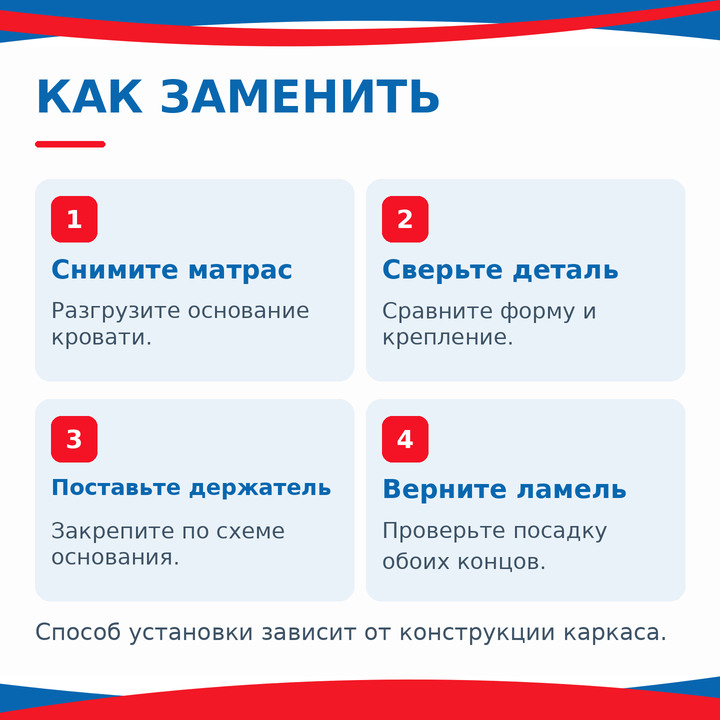 КАК ЗАМЕНИТЬ
1
Снимите матрас
Разгрузите основание
кровати.
2
Сверьте деталь
Сравните форму и
крепление.
3
Поставьте держатель
Закрепите по схеме
основания.
4
Верните ламель
Проверьте посадку
обоих концов.
Способ установки зависит от конструкции каркаса.